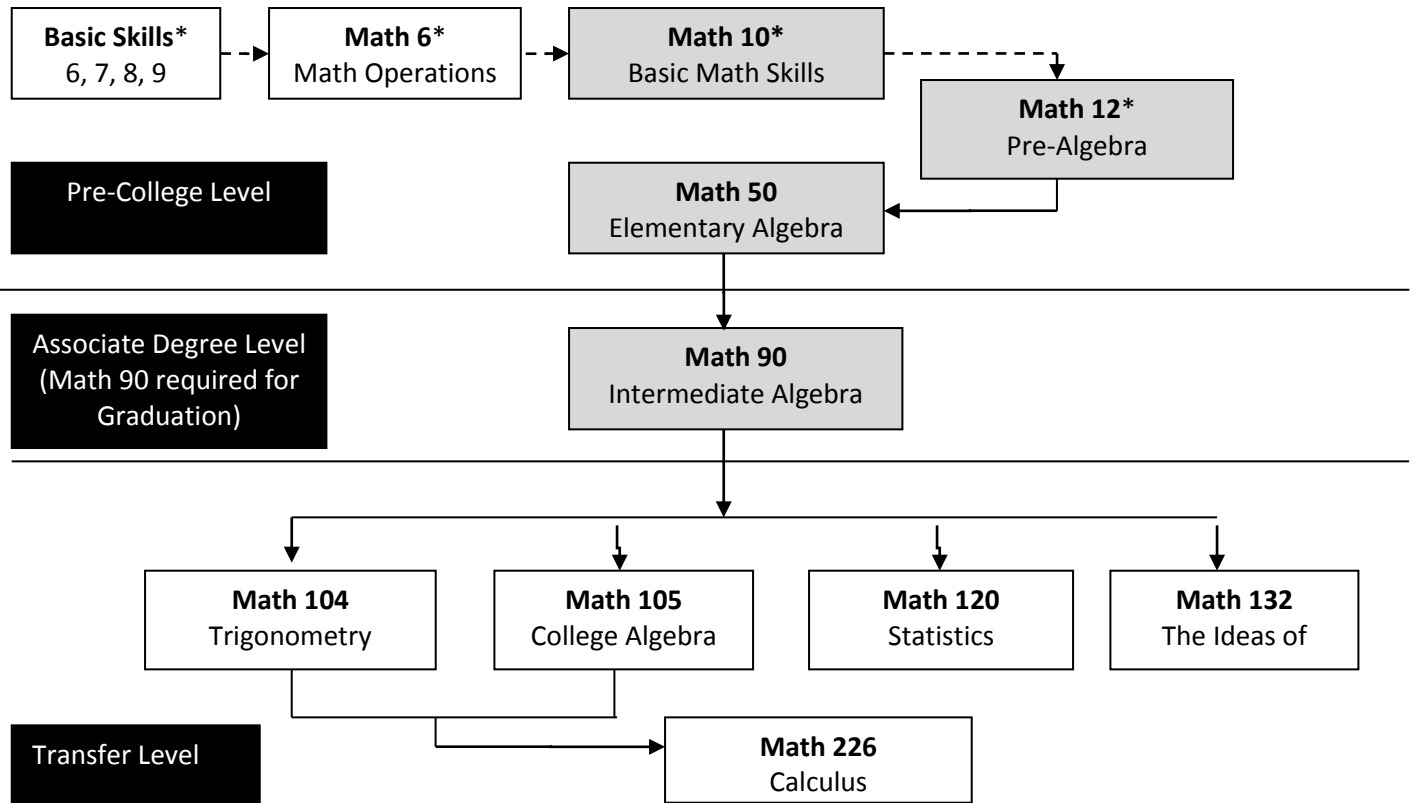 Basic Skills*
6, 7, 8, 9
Math 6*
Math Operations
Math 10*
Basic Math Skills
Math 12*
Pre-Algebra
Pre-College Level
Math 50
Elementary Algebra
Associate Degree Level
(Math 90 required for
Graduation)
Math 90
Intermediate Algebra
Math 104
Trigonometry
Math 105
College Algebra
Math 120
Statistics
Math 132
The Ideas of
Transfer Level
Math 226
Calculus